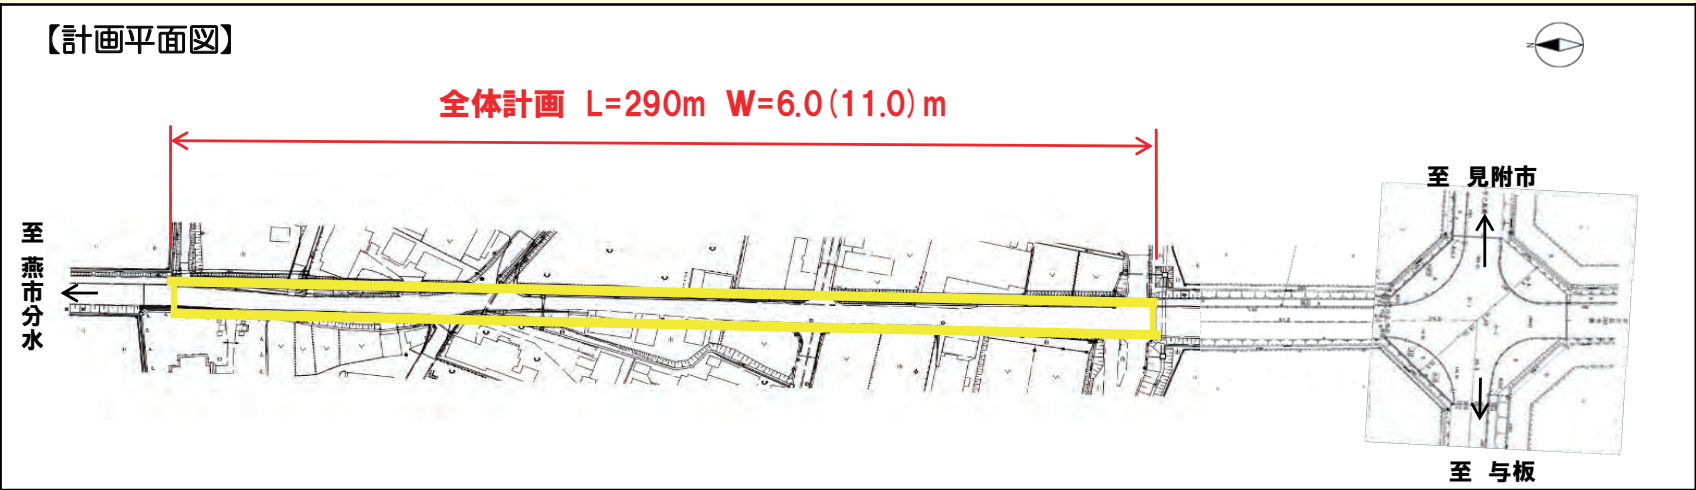 【計画平面図】
N
全体計画 L=290m W=6.0(11.0)m
至 見附市
至 燕市分水
至 与板